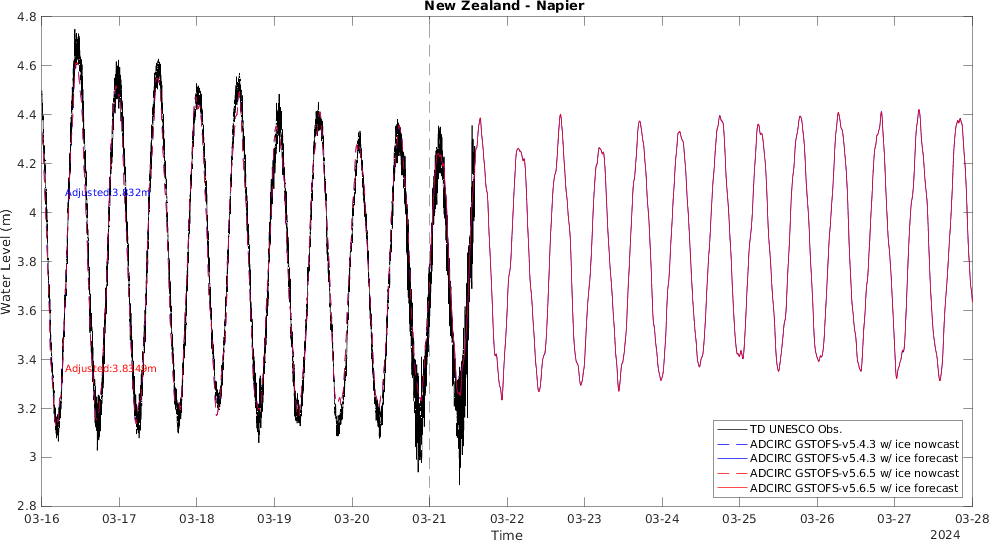 New Zealand - Napier
4.8
4.6
4.4
4.2
4
3.8
3.6
3.4
3.2
3
2.8
Water Level (m)
Adjusted:3.832m
Adjusted:3.8349m
TD UNESCO Obs.
ADCIRC GSTOFS-v5.4.3 w/ ice nowcast
ADCIRC GSTOFS-v5.4.3 w/ ice forecast
ADCIRC GSTOFS-v5.6.5 w/ ice nowcast
ADCIRC GSTOFS-v5.6.5 w/ ice forecast
03-16 03-17 03-18 03-19 03-20 03-21 03-22 03-23 03-24 03-25 03-26 03-27 03-28
Time
2024